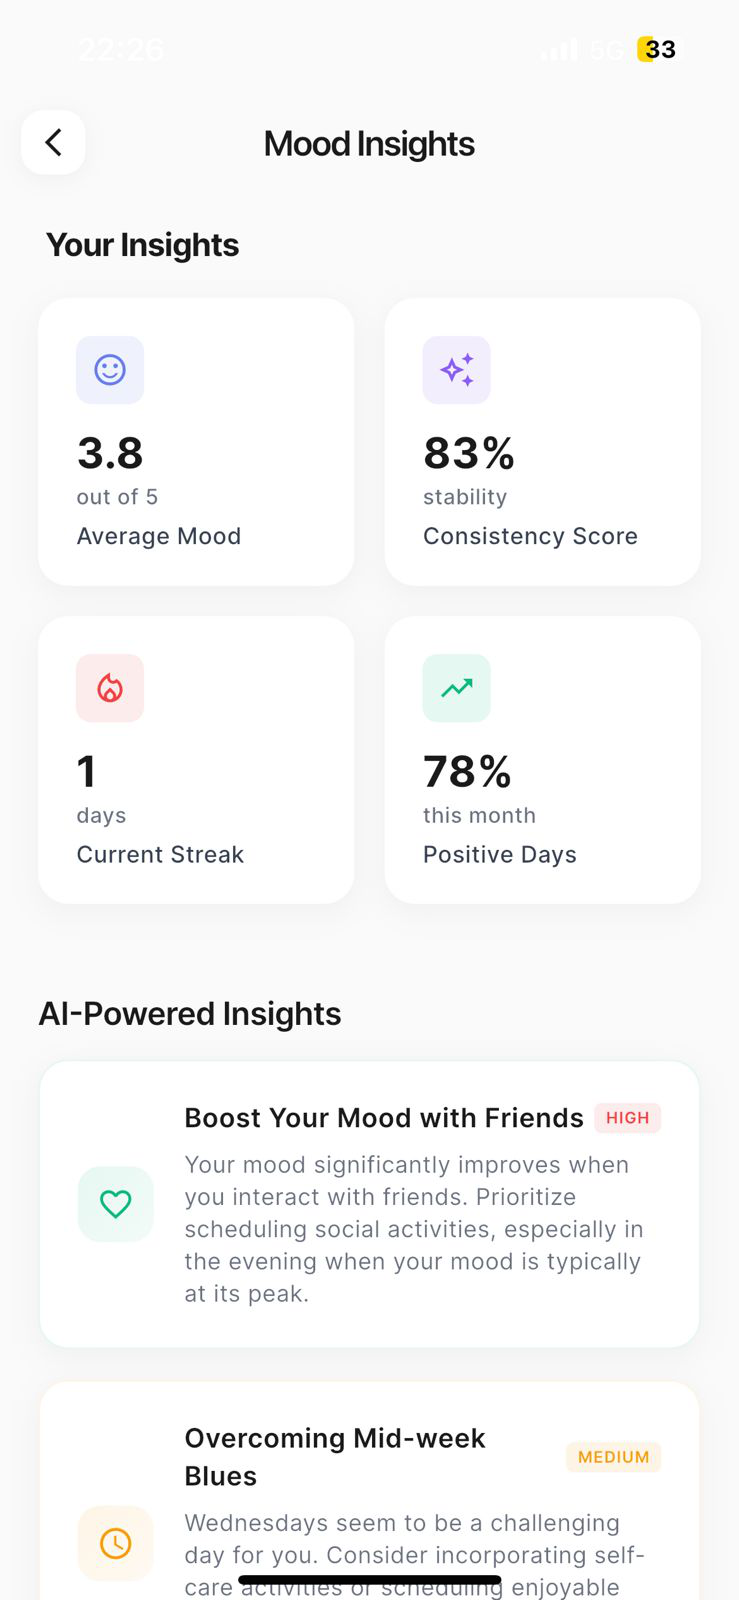 22:26
5G
33
Mood Insights
Your Insights
3.8
out of 5
Average Mood
83%
stability
Consistency Score
1
days
Current Streak
78%
this month
Positive Days
AI-Powered Insights
Boost Your Mood with Friends
HIGH
Your mood significantly improves when
you interact with friends. Prioritize
scheduling social activities, especially in
the evening when your mood is typically
at its peak.
Overcoming Mid-week
Blues
MEDIUM
Wednesdays seem to be a challenging
day for you. Consider incorporating self-
care activities or scheduling enjoyable